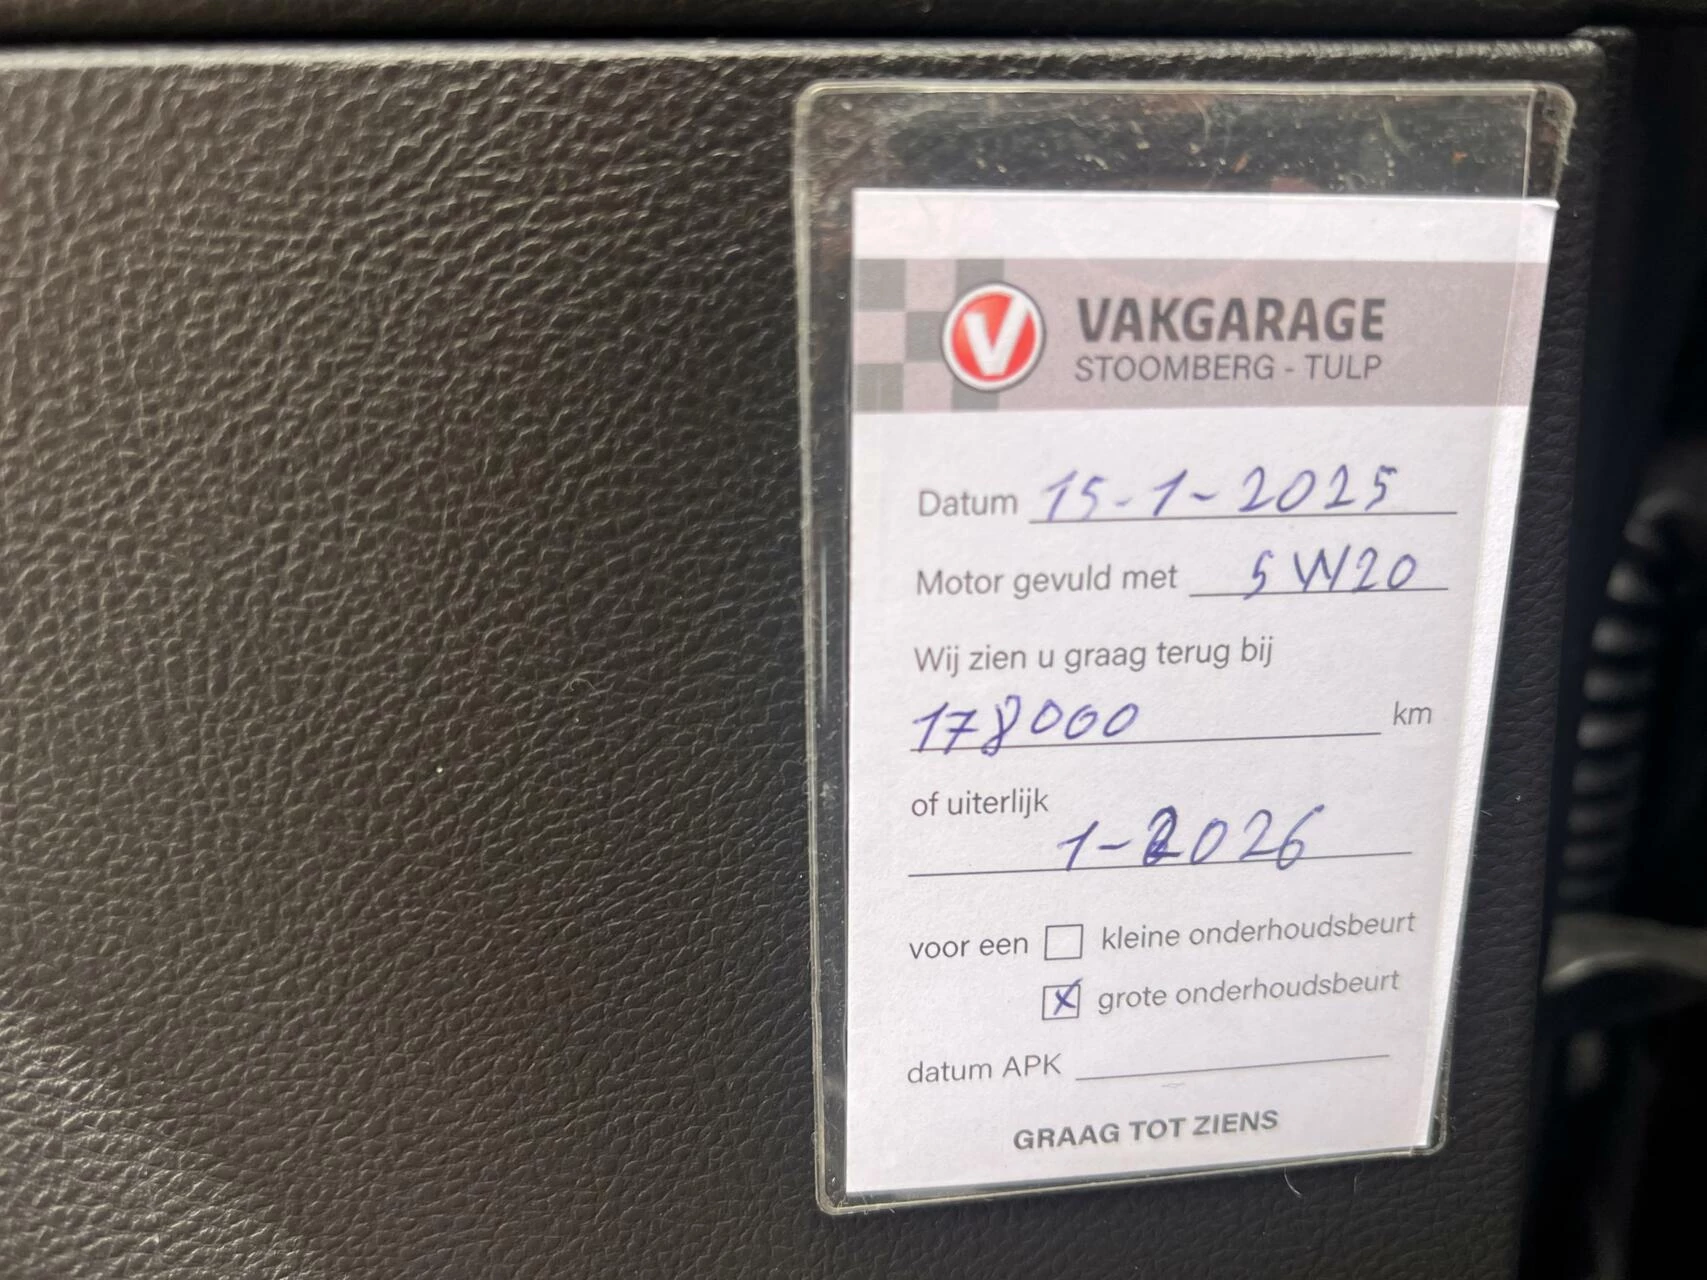 V VAKGARAGE
STOOMBERG - TULP
Datum 15-1-2025
Motor gevuld met 5W20
Wij zien u graag terug bij
178000 km
of uiterlijk
1-2026
voor een kleine onderhoudsbeurt
x grote onderhoudsbeurt
datum APK
GRAAG TOT ZIENS